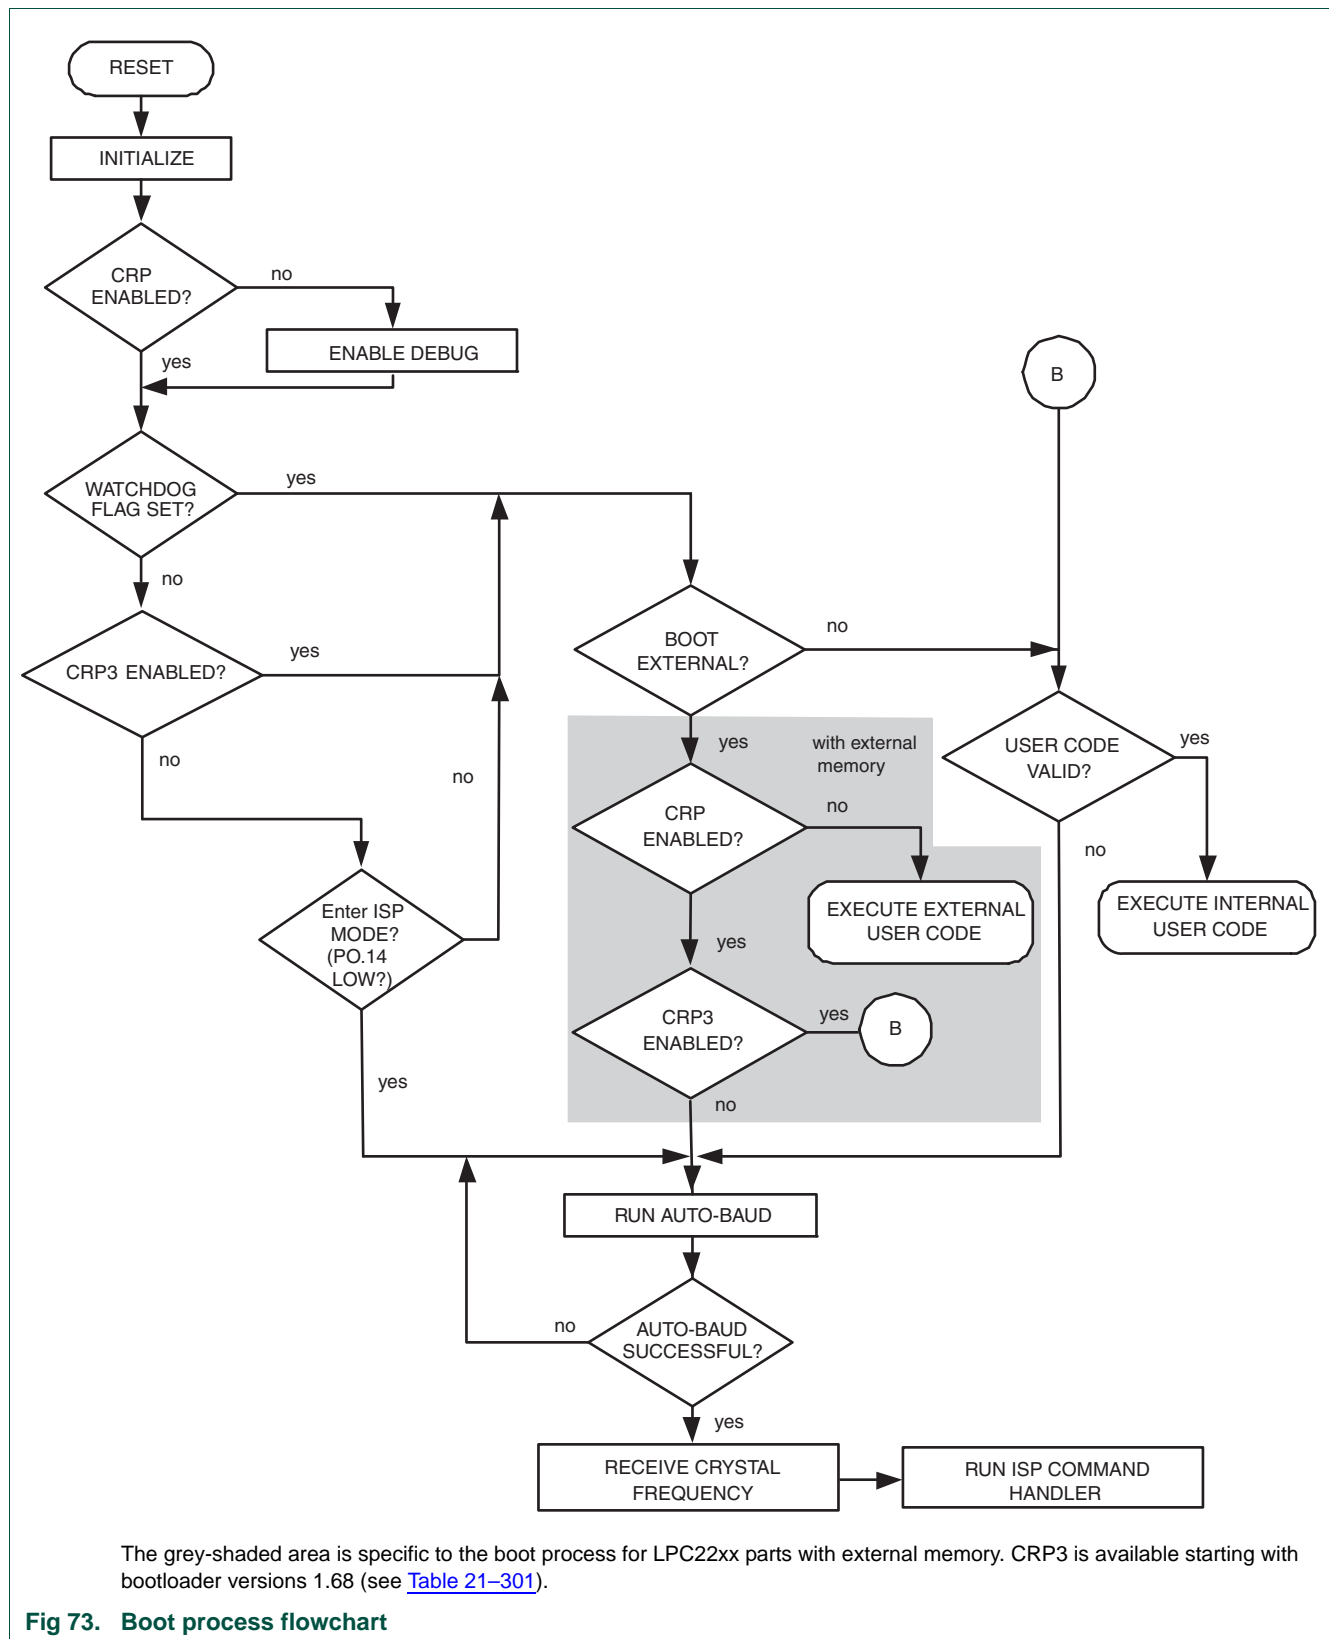 RESET
INITIALIZE
CRP
ENABLED?
no
ENABLE DEBUG
yes
B
WATCHDOG
FLAG SET?
yes
no
CRP3 ENABLED?
yes
no
no
Enter ISP
MODE?
(PO.14
LOW?)
yes
BOOT
EXTERNAL?
no
yes
with external
memory
CRP
ENABLED?
no
EXECUTE EXTERNAL
USER CODE
yes
CRP3
ENABLED?
yes
B
no
USER CODE
VALID?
yes
no
EXECUTE INTERNAL
USER CODE
RUN AUTO-BAUD
AUTO-BAUD
SUCCESSFUL?
no
yes
RECEIVE CRYSTAL
FREQUENCY
RUN ISP COMMAND
HANDLER
The grey-shaded area is specific to the boot process for LPC22xx parts with external memory. CRP3 is available starting with
bootloader versions 1.68 (see Table 21–301).
Fig 73. Boot process flowchart